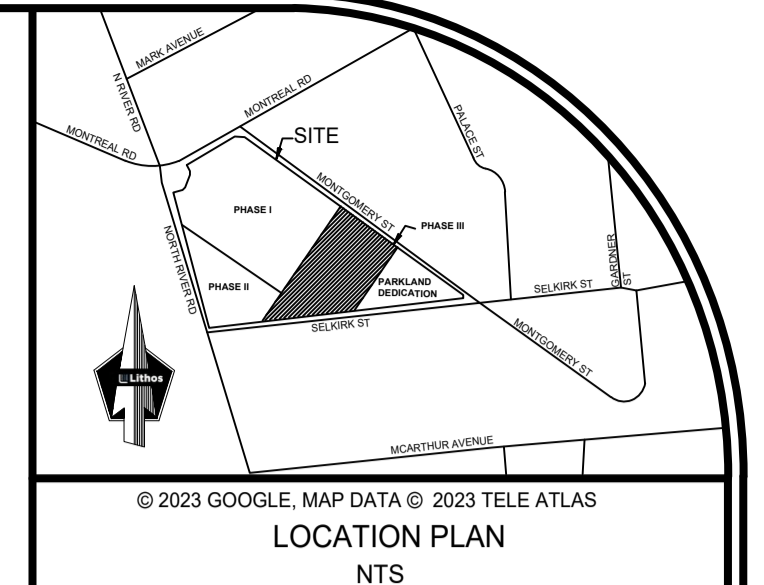 MARK AVENUE
N RIVER RD
MONTREAL RD
MONTREAL RD
SITE
PALACE ST
MONTGOMERY ST
PHASE I
PHASE III
NORTH RIVER RD
GARDNER
ST
PHASE II
PARKLAND
DEDICATION
SELKIRK ST
SELKIRK ST
MONTGOMERY ST
Lithos
MCARTHUR AVENUE
© 2023 GOOGLE, MAP DATA © 2023 TELE ATLAS
LOCATION PLAN
NTS